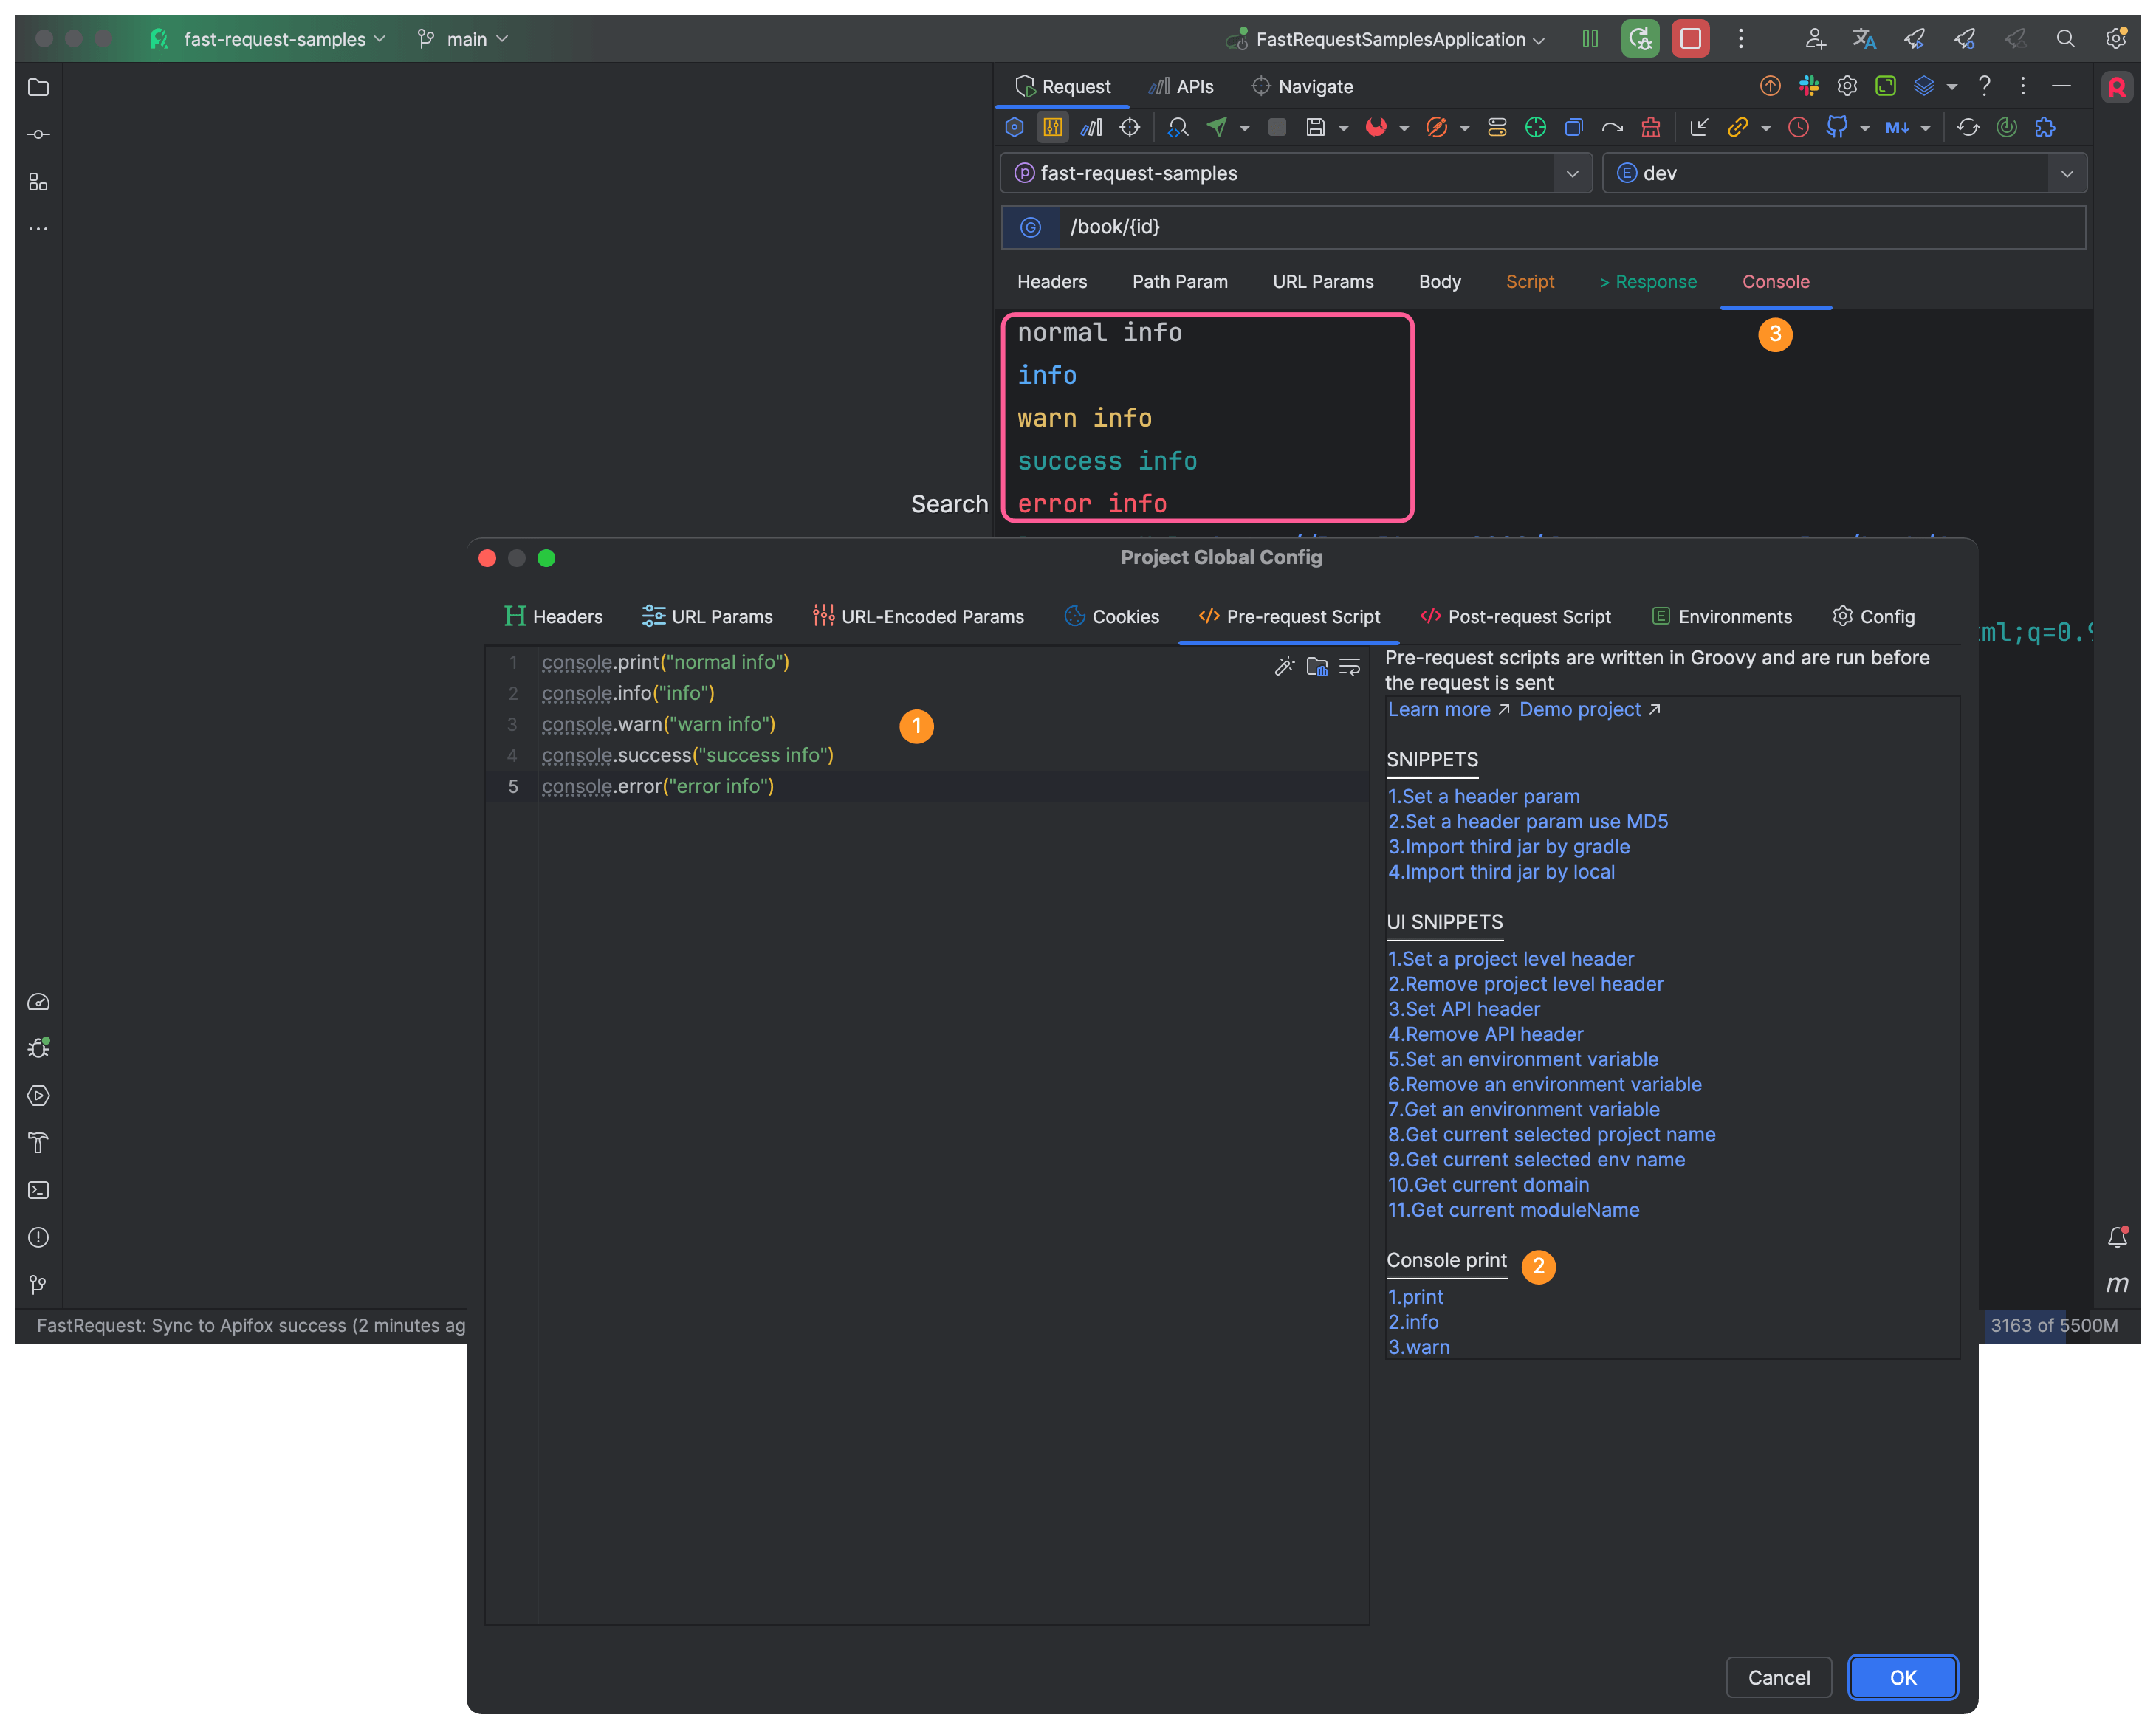 fast-request-samples
main
FastRequestSamplesApplication
Request
APIs
Navigate
fast-request-samples
dev
/book/{id}
Headers
Path Param
URL Params
Body
Script
> Response
Console
3
normal info
info
warn info
success info
error info
Search
Project Global Config
Headers
URL Params
URL-Encoded Params
Cookies
Pre-request Script
Post-request Script
Environments
Config
1 console.print("normal info")
2 console.info("info")
3 console.warn("warn info")
4 console.success("success info")
5 console.error("error info")
1
Pre-request scripts are written in Groovy and are run before
the request is sent
Learn more ↗ Demo project ↗
SNIPPETS
1.Set a header param
2.Set a header param use MD5
3.Import third jar by gradle
4.Import third jar by local
UI SNIPPETS
1.Set a project level header
2.Remove project level header
3.Set API header
4.Remove API header
5.Set an environment variable
6.Remove an environment variable
7.Get an environment variable
8.Get current selected project name
9.Get current selected env name
10.Get current domain
11.Get current moduleName
Console print
2
1.print
2.info
3.warn
ml;q=0.9
Cancel
OK
FastRequest: Sync to Apifox success (2 minutes ag
3163 of 5500M